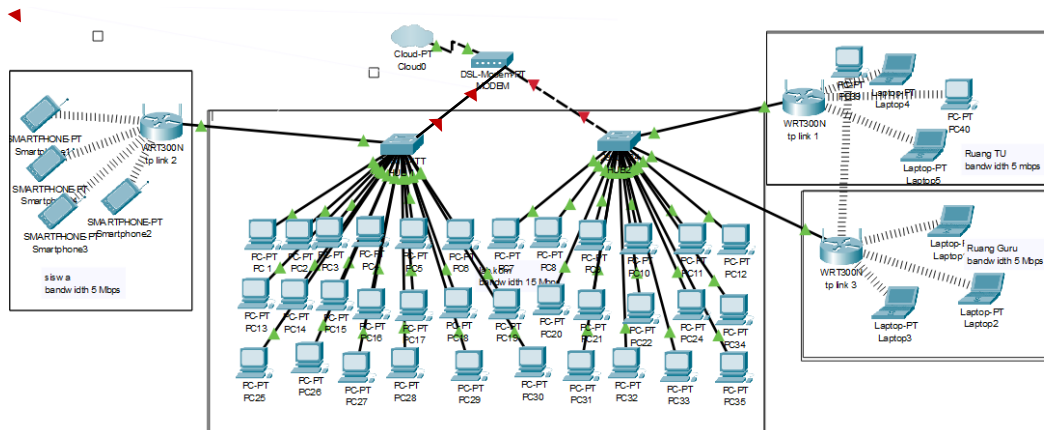 Cloud-PT
Cloud0
DSL-Modem-PT
MODEM
WRT300N
tp link 2
SMARTPHONE-PT
SMARTPHONE-PT
SMARTPHONE-PT
Smartphone2
SMARTPHONE-PT
Smartphone3
siswa
bandwidth 5 Mbps
WRT300N
tp link 1
Laptop-PT
Laptop4
PC-PT
PC40
Laptop-PT
Laptop5
Ruang TU
bandwidth 5 mbps
WRT300N
tp link 3
Ruang Guru
bandwidth 5 Mbps
Laptop-PT
Laptop2
Laptop-PT
Laptop3
HUB2
PC-PT
PC1
PC-PT
PC2
PC-PT
PC3
PC-PT
PC-PT
PC5
PC-PT
PC6
PC-PT
PC7
PC-PT
PC8
PC-PT
PC9
PC-PT
PC10
PC-PT
PC11
PC-PT
PC12
bandwidth 15 Mbps
PC-PT
PC13
PC-PT
PC14
PC-PT
PC15
PC-PT
PC16
PC-PT
PC17
PC-PT
PC18
PC-PT
PC19
PC-PT
PC20
PC-PT
PC21
PC-PT
PC22
PC-PT
PC24
PC-PT
PC34
PC-PT
PC25
PC-PT
PC26
PC-PT
PC27
PC-PT
PC28
PC-PT
PC29
PC-PT
PC30
PC-PT
PC31
PC-PT
PC32
PC-PT
PC33
PC-PT
PC35